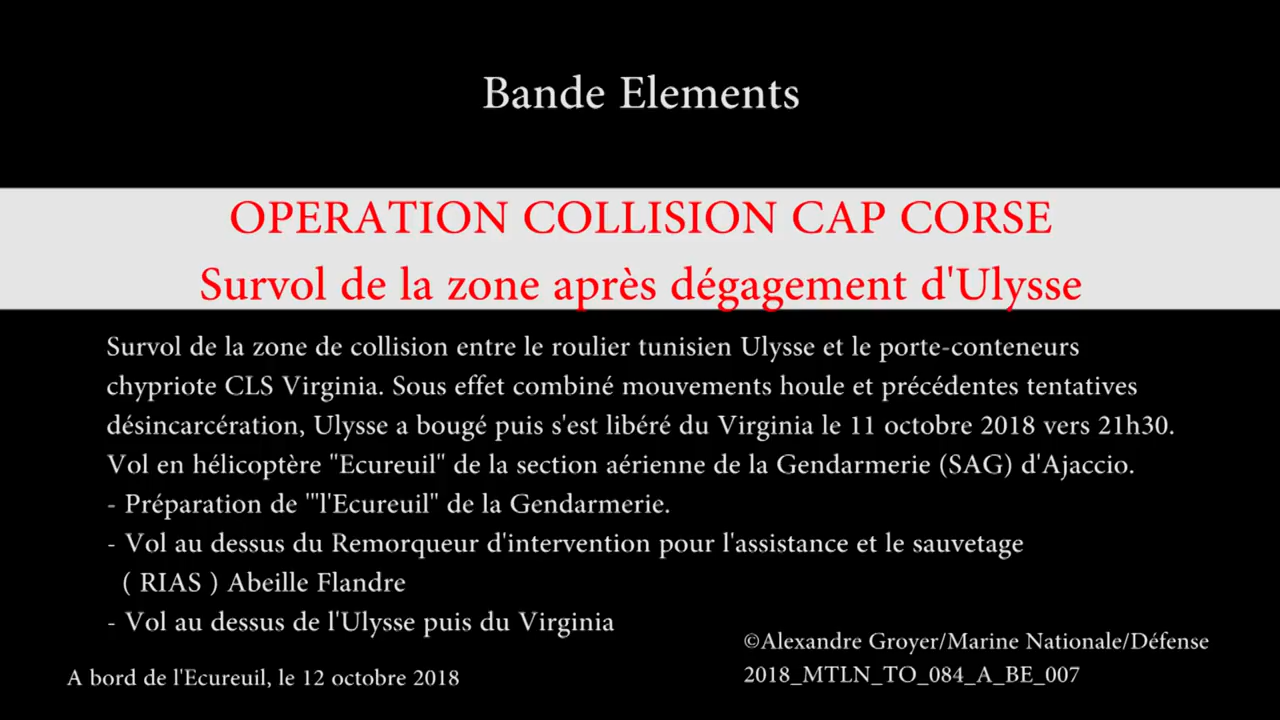 Bande Elements
OPERATION COLLISION CAP CORSE
Survol de la zone après dégagement d'Ulysse
Survol de la zone de collision entre le roulier tunisien Ulysse et le porte-conteneurs
chypriote CLS Virginia. Sous effet combiné mouvements houle et précédentes tentatives
désincarcération, Ulysse a bougé puis s'est libéré du Virginia le 11 octobre 2018 vers 21h30.
Vol en hélicoptère "Ecureuil" de la section aérienne de la Gendarmerie (SAG) d'Ajaccio.
- Préparation de "'l'Ecureuil" de la Gendarmerie.
- Vol au dessus du Remorqueur d'intervention pour l'assistance et le sauvetage
( RIAS ) Abeille Flandre
- Vol au dessus de l'Ulysse puis du Virginia
©Alexandre Groyer/Marine Nationale/Défense
2018_MTLN_TO_084_A_BE_007
A bord de l'Ecureuil, le 12 octobre 2018